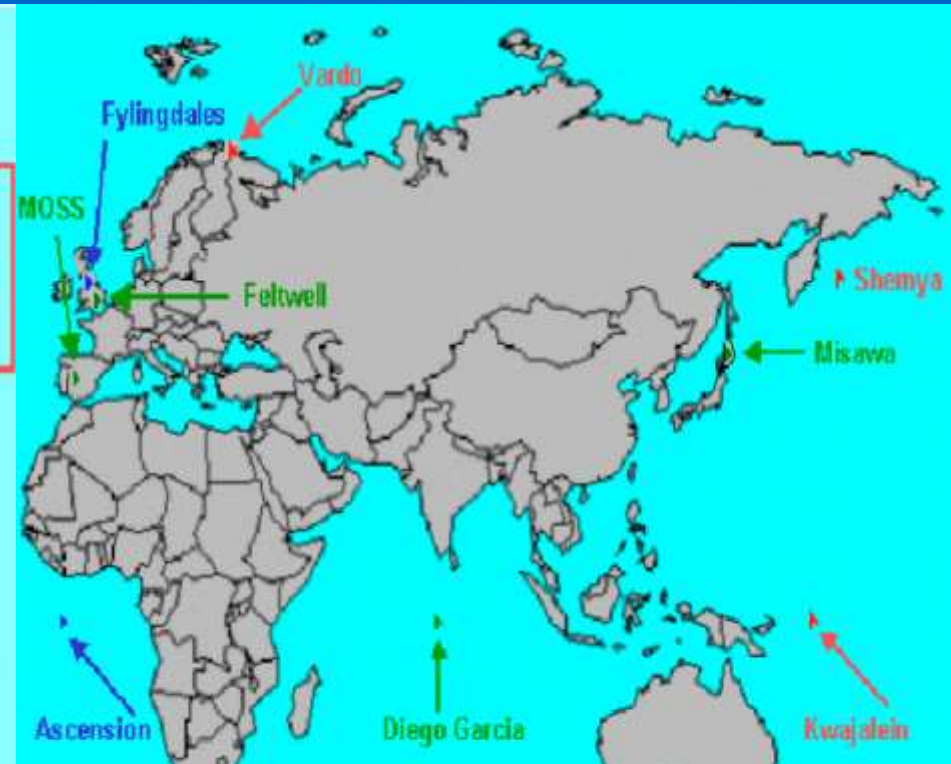 Vardo
Fylingdales
MOSS
Shemya
Feltwell
Misawa
Ascension
Diego Garcia
Kwajalein